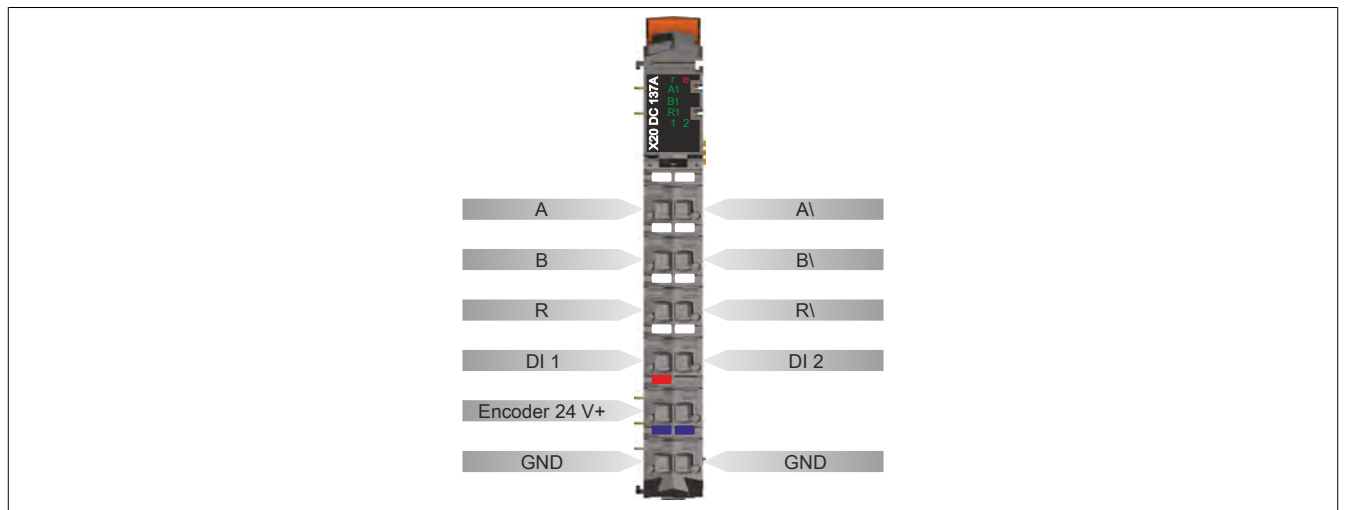 X20 DC 137A
r e
A1
B1
R1
1 2
A A\
B B\
R R\
DI 1 DI 2
Encoder 24 V+
GND GND